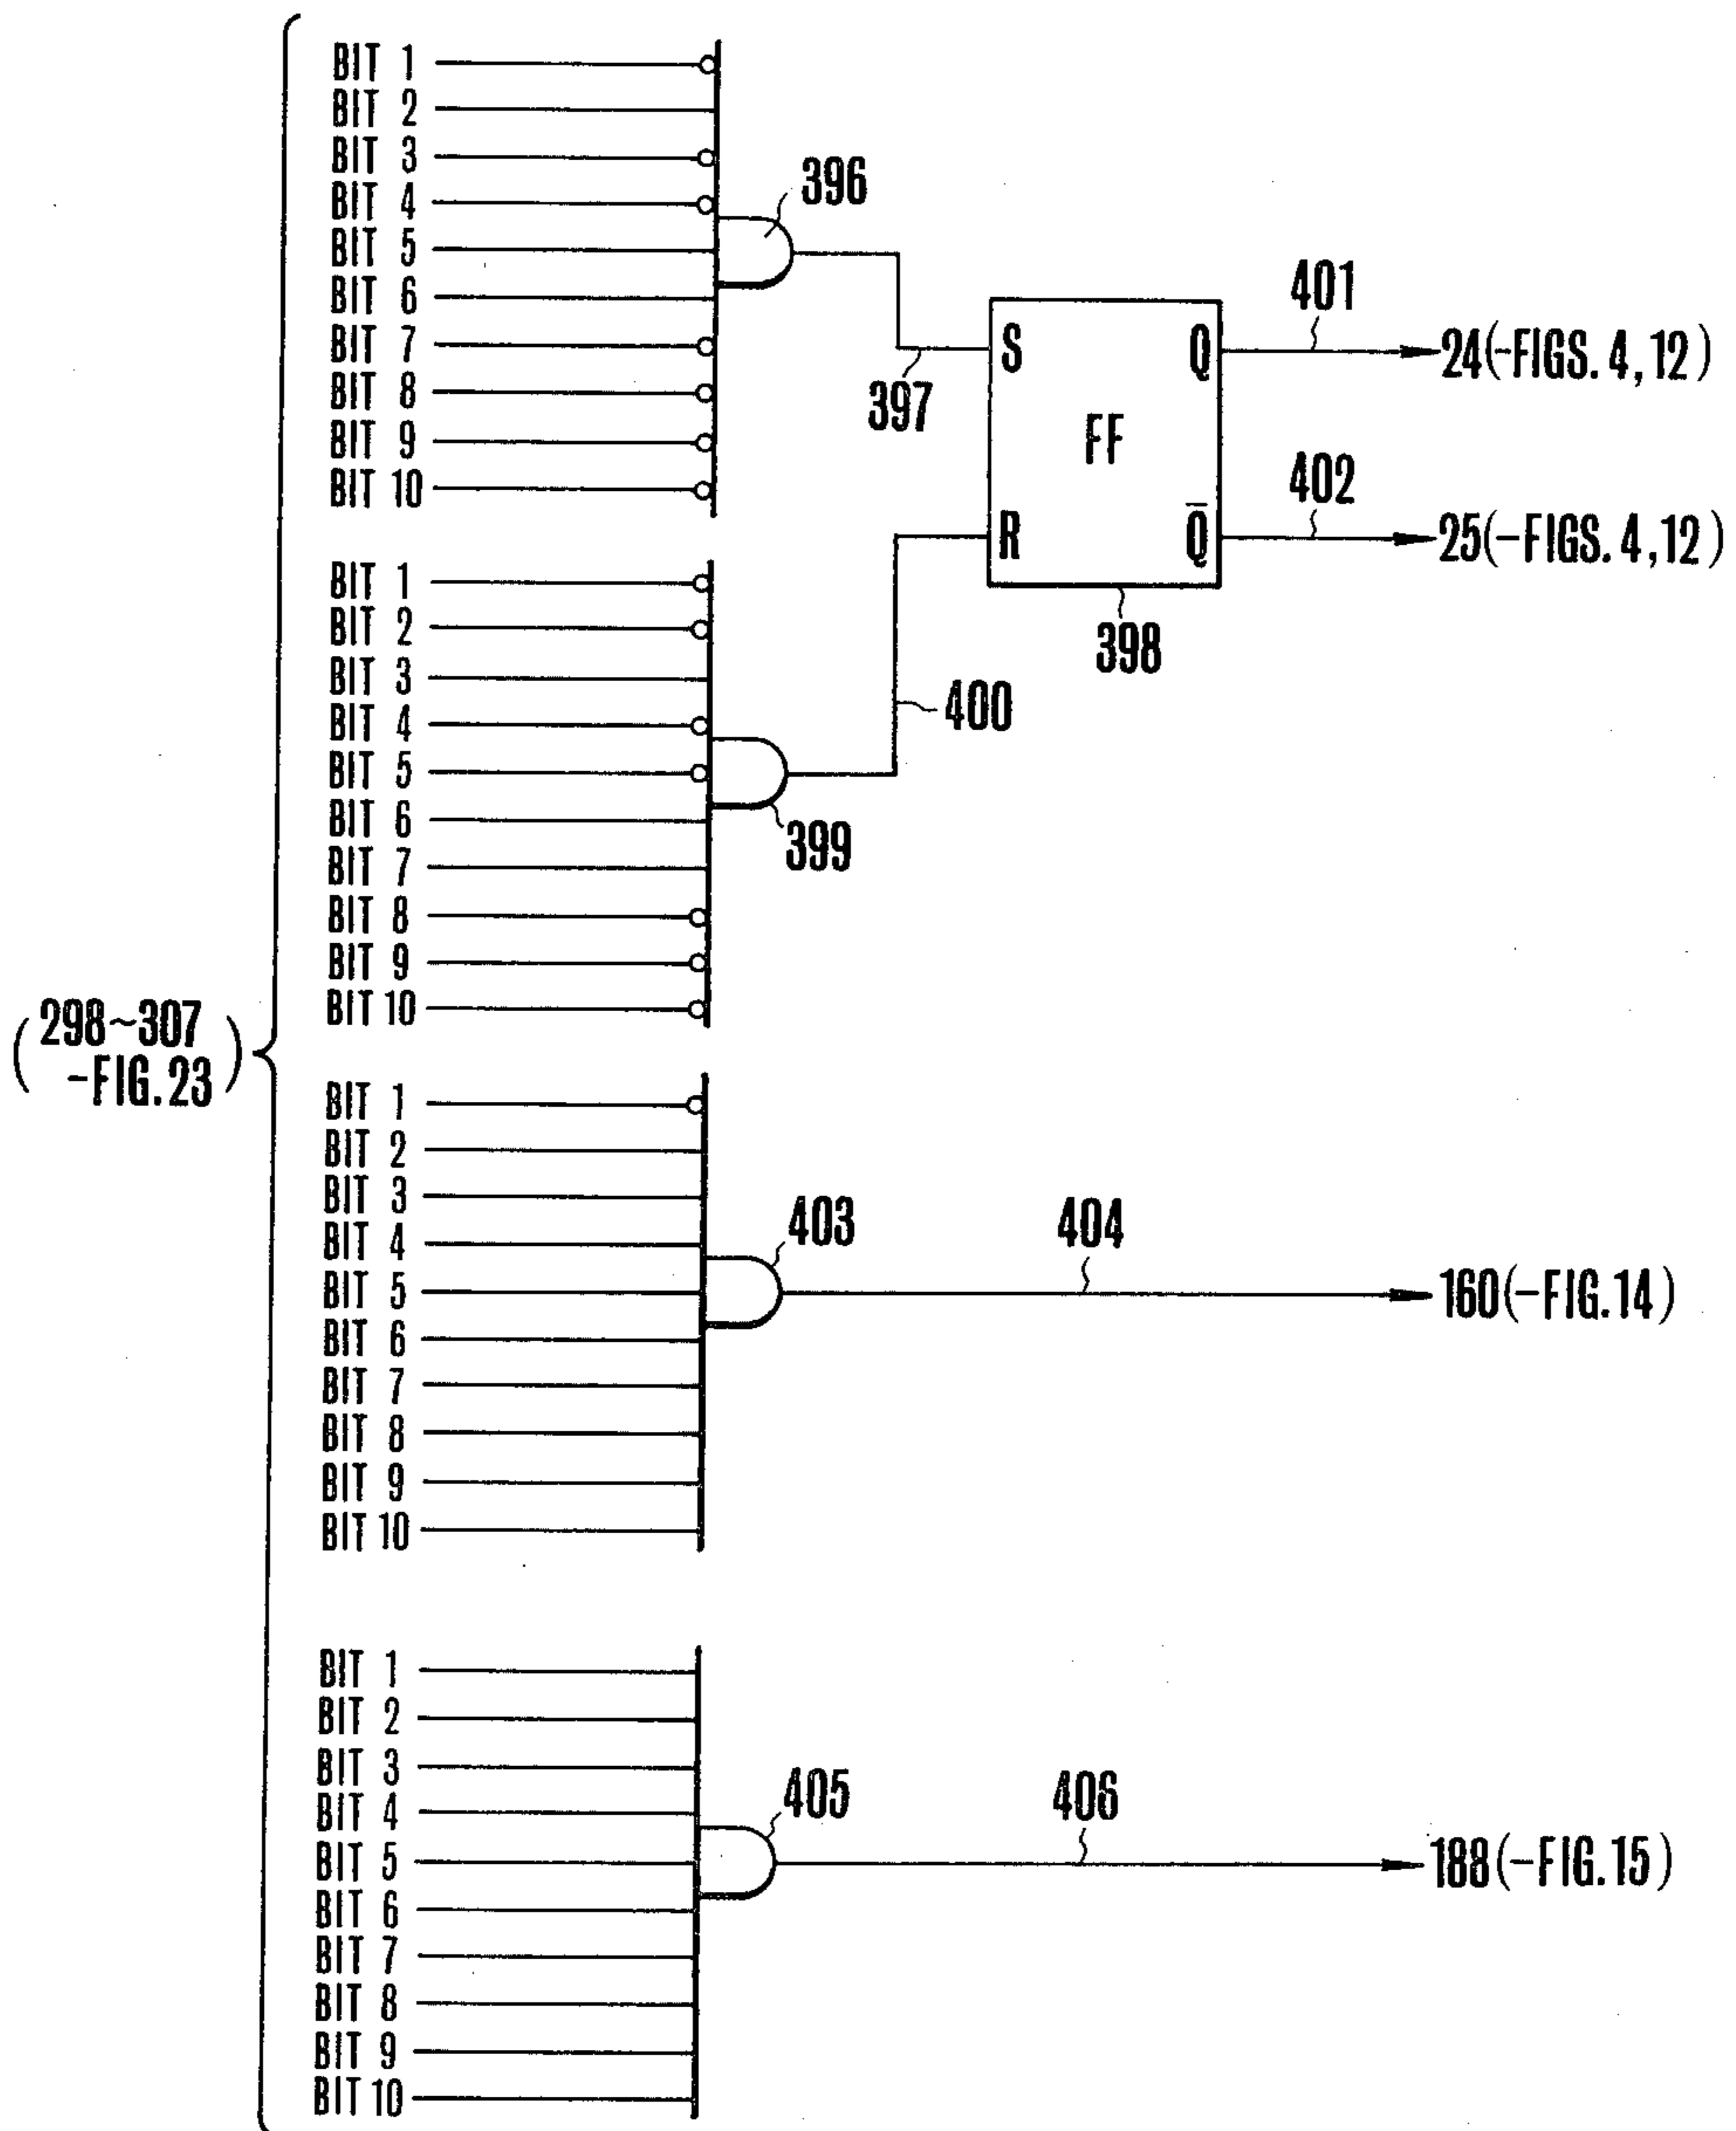 BIT 1
BIT 2
BIT 3
BIT 4
BIT 5
BIT 6
BIT 7
BIT 8
BIT 9
BIT 10
396
397
S
R
FF
Q
Q̅
398
401
24(-FIGS. 4, 12)
402
25(-FIGS. 4, 12)
BIT 1
BIT 2
BIT 3
BIT 4
BIT 5
BIT 6
BIT 7
BIT 8
BIT 9
BIT 10
399
400
(298~307
-FIG. 23)
BIT 1
BIT 2
BIT 3
BIT 4
BIT 5
BIT 6
BIT 7
BIT 8
BIT 9
BIT 10
403
404
160(-FIG. 14)
BIT 1
BIT 2
BIT 3
BIT 4
BIT 5
BIT 6
BIT 7
BIT 8
BIT 9
BIT 10
405
406
188(-FIG. 15)